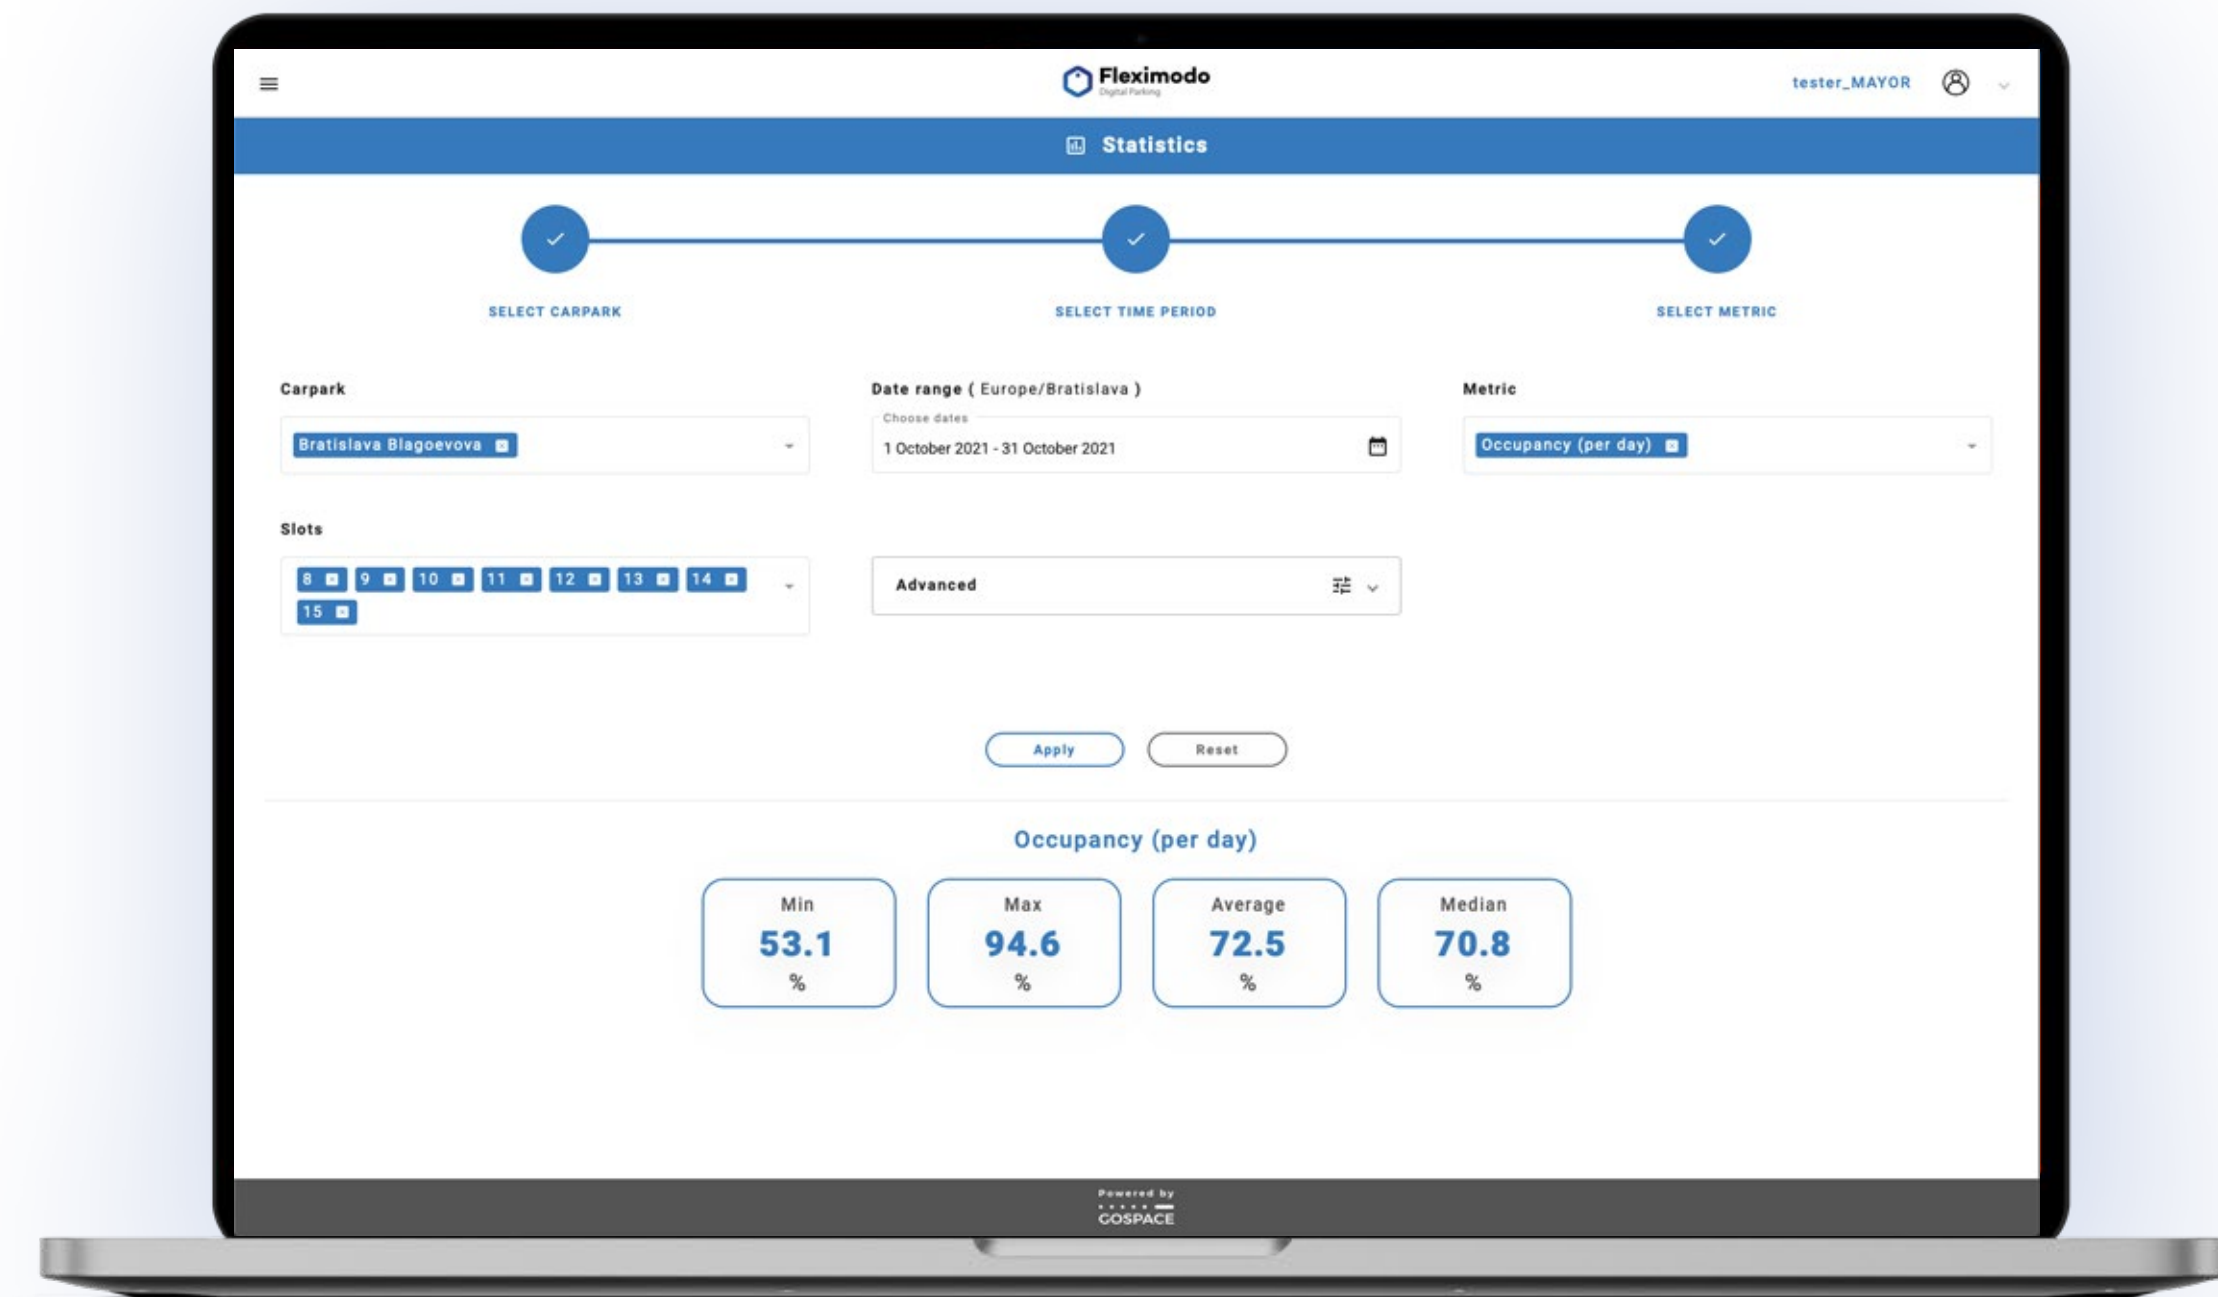 Fleximodo
Digital Parking
tester_MAYOR
Statistics
SELECT CARPARK
SELECT TIME PERIOD
SELECT METRIC
Carpark
Bratislava Blagoevova
Date range ( Europe/Bratislava )
Choose dates
1 October 2021 - 31 October 2021
Metric
Occupancy (per day)
Slots
8 9 10 11 12 13 14
15
Advanced
Apply
Reset
Occupancy (per day)
Min
53.1
%
Max
94.6
%
Average
72.5
%
Median
70.8
%
Powered by
GOSPACE